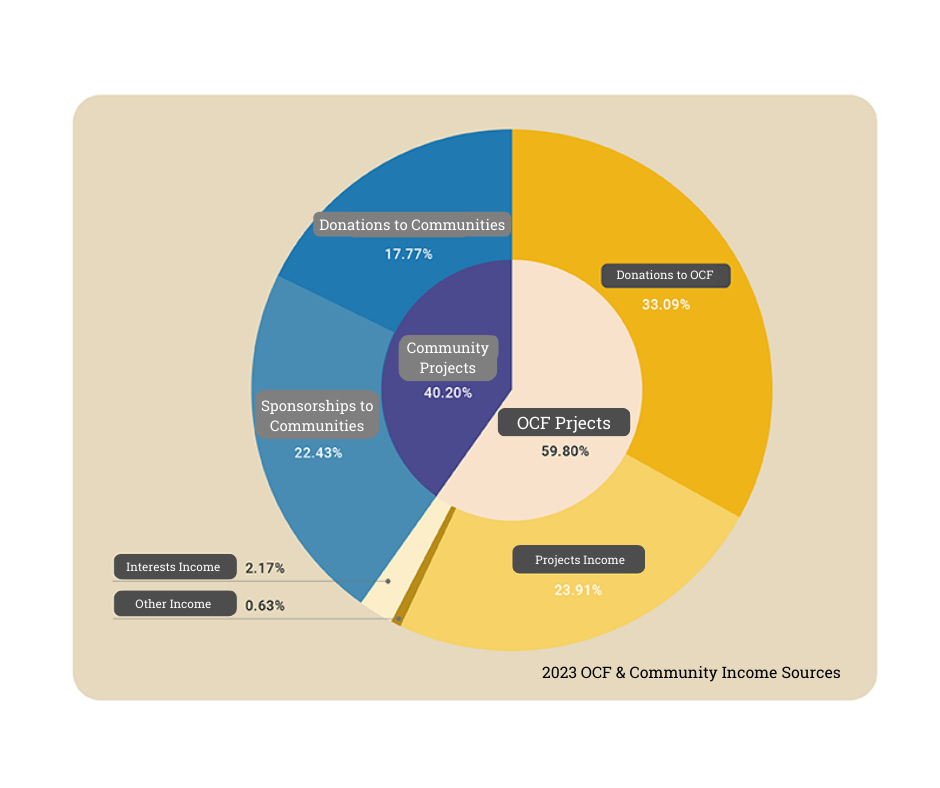 Donations to Communities
17.77%
Donations to OCF
33.09%
Community
Projects
40.20%
Sponsorships to
Communities
22.43%
OCF Prjects
59.80%
Interests Income 2.17%
Other Income 0.63%
Projects Income
23.91%
2023 OCF & Community Income Sources